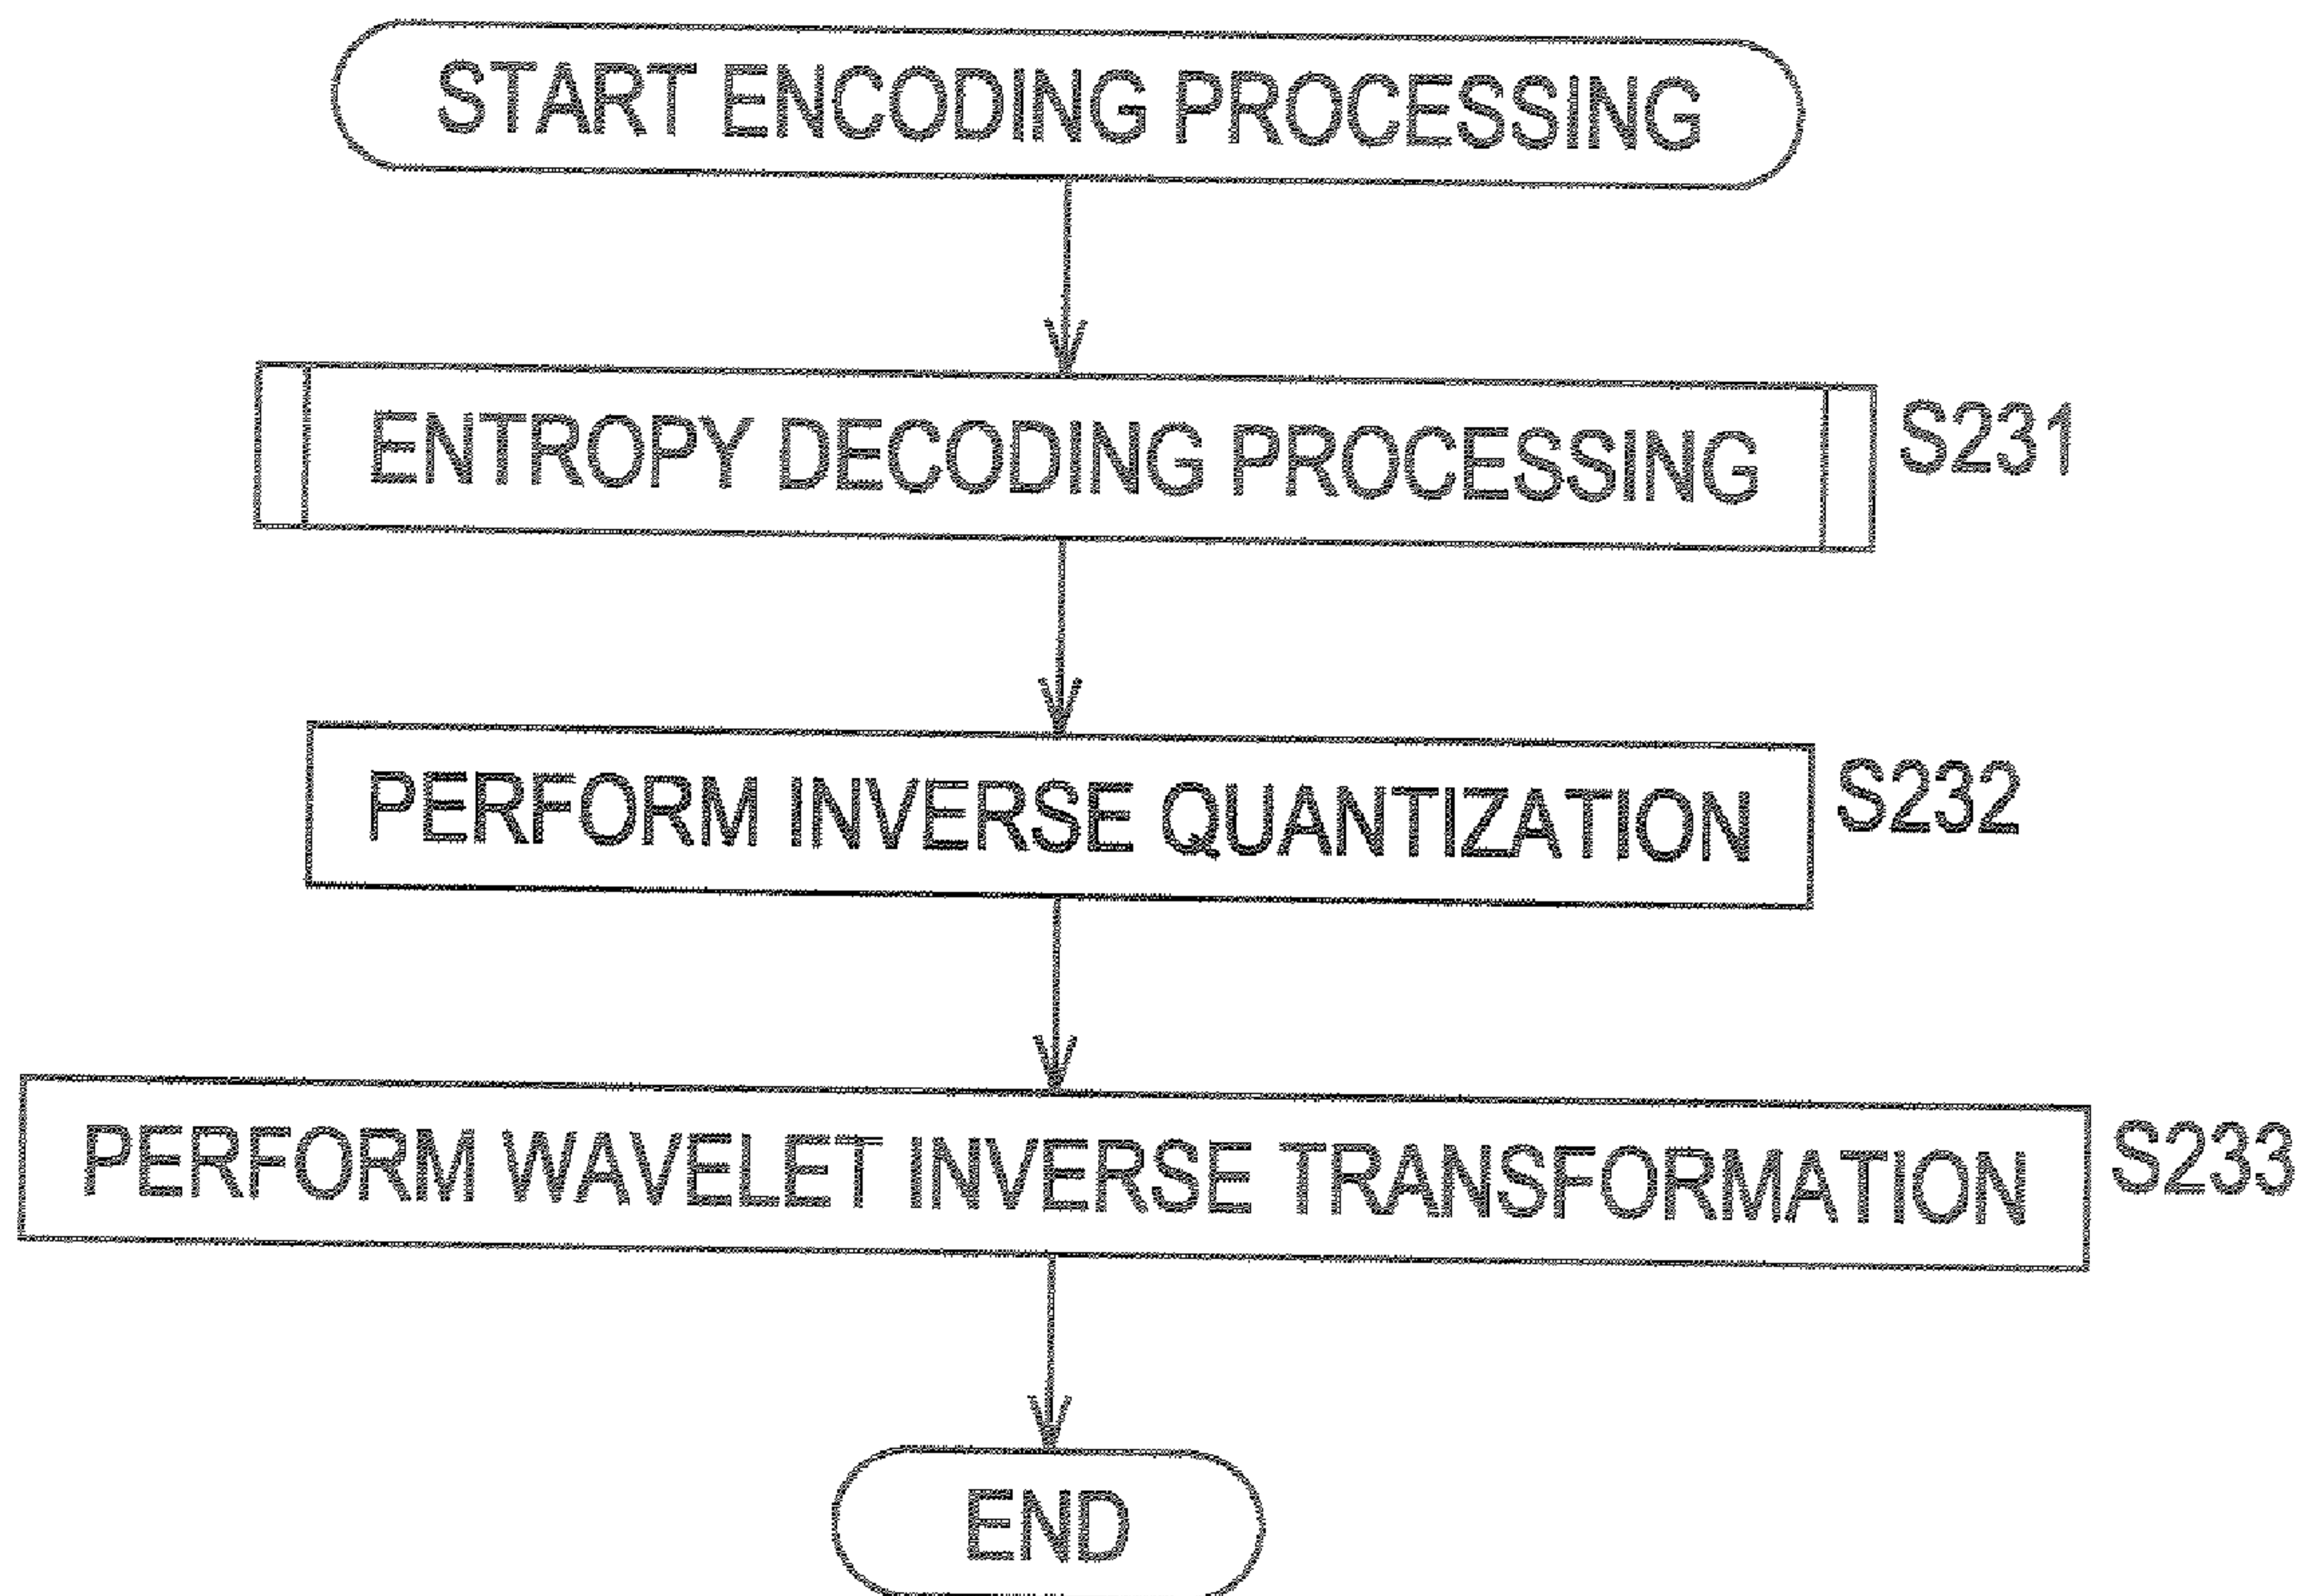 START ENCODING PROCESSING
ENTROPY DECODING PROCESSING S231
PERFORM INVERSE QUANTIZATION S232
PERFORM WAVELET INVERSE TRANSFORMATION S233
END